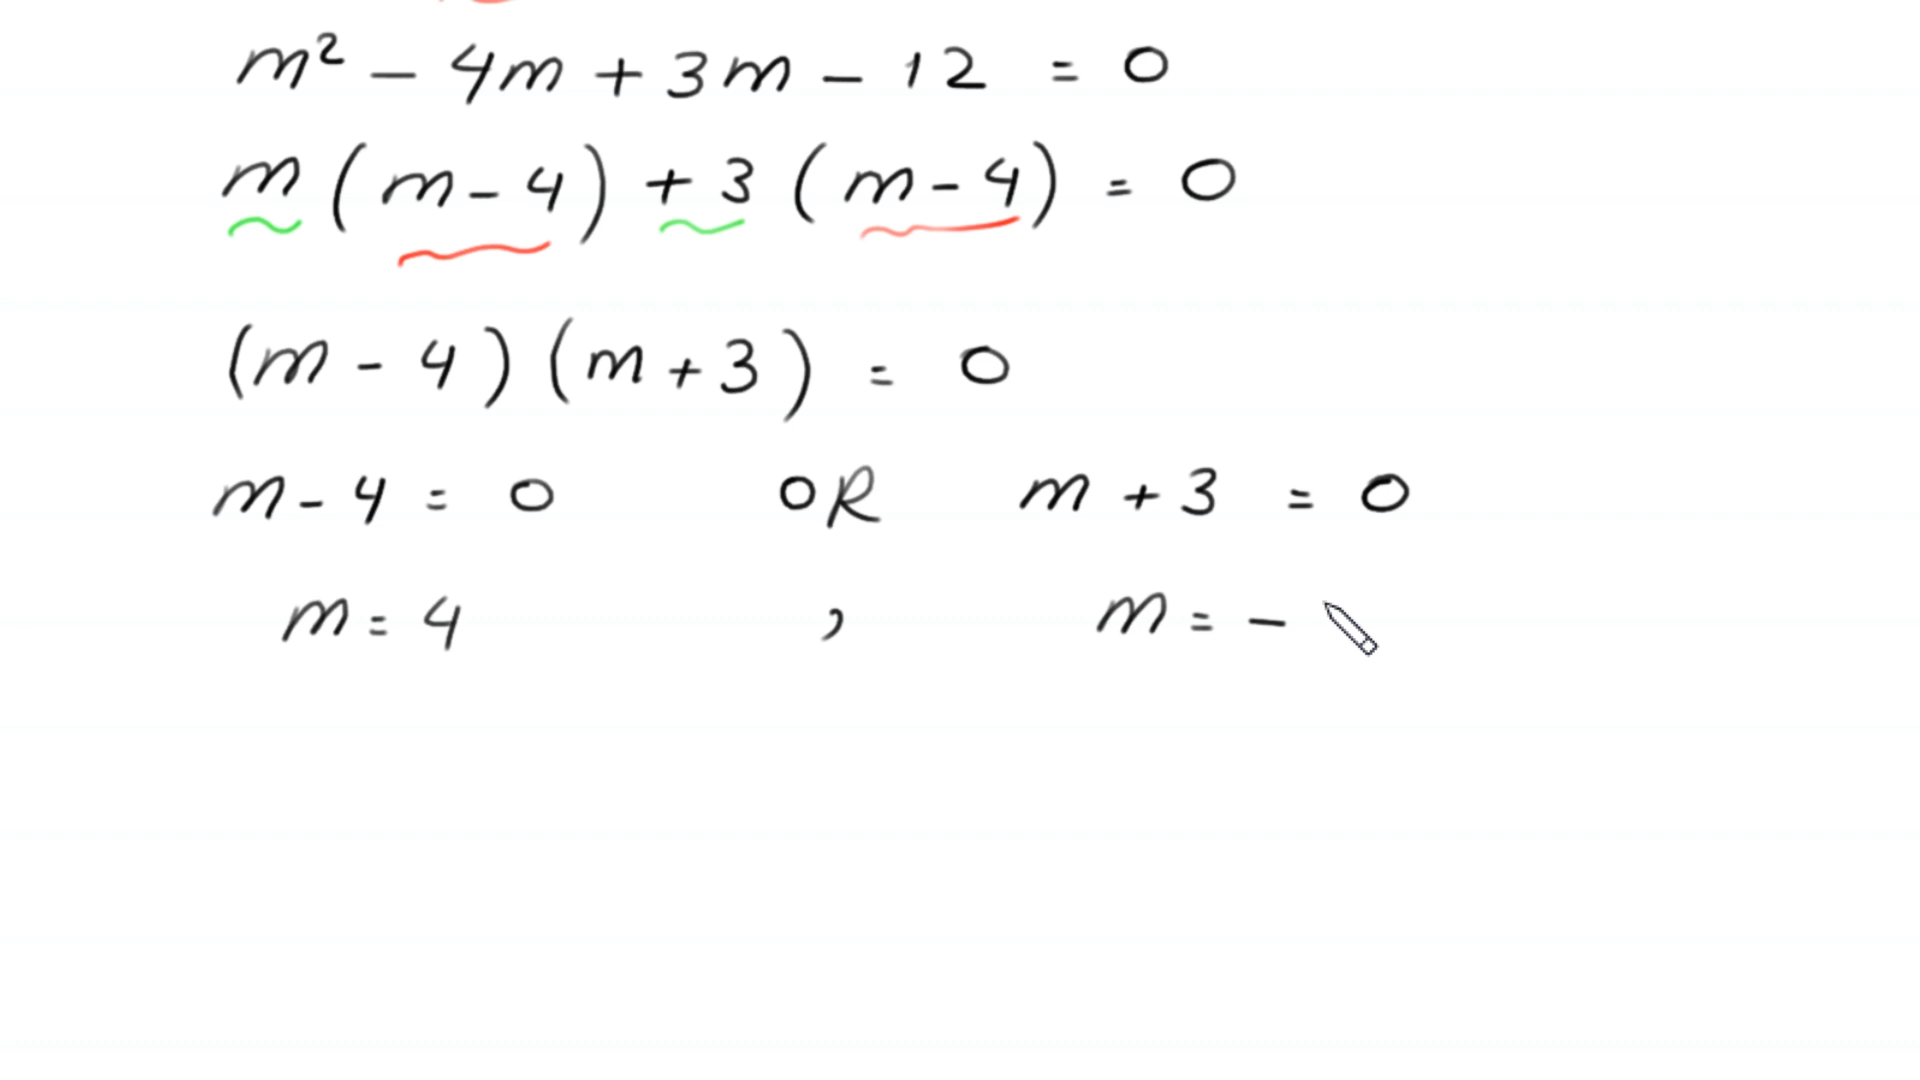 m² - 4m + 3m - 12 = 0
m (m - 4) + 3 (m - 4) = 0
(m - 4) (m + 3) = 0
m - 4 = 0 OR m + 3 = 0
m = 4 , m = -